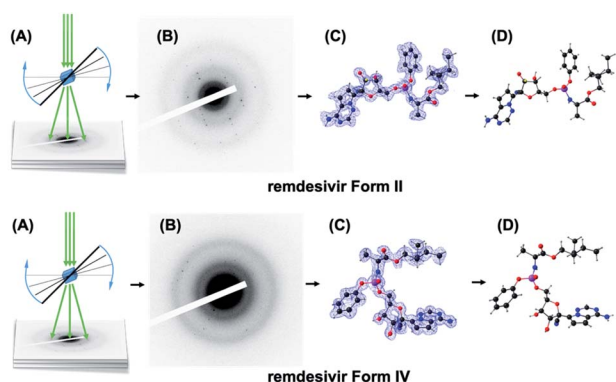 (A) (B) (C) (D)
remdesivir Form II
(A) (B) (C) (D)
remdesivir Form IV